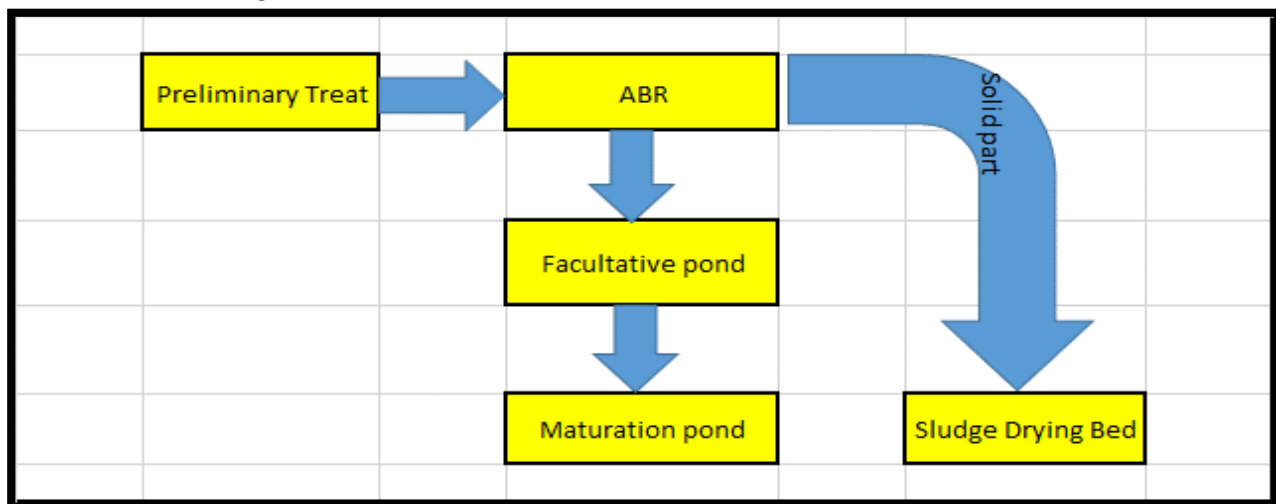 Preliminary Treat
ABR
Solid part
Facultative pond
Maturation pond
Sludge Drying Bed